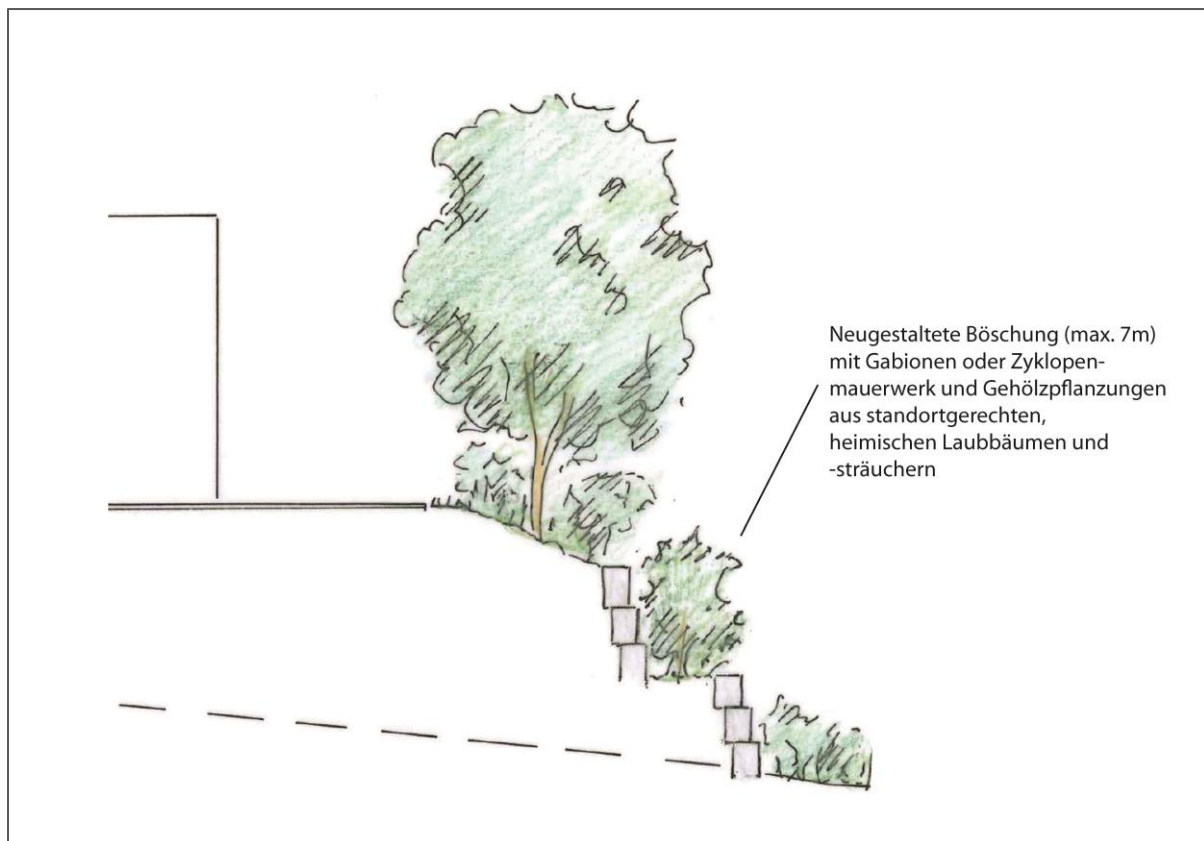 Neugestaltete Böschung (max. 7m)
mit Gabionen oder Zyklopen-
mauerwerk und Gehölzpflanzungen
aus standortgerechten,
heimischen Laubbäumen und
-sträuchern